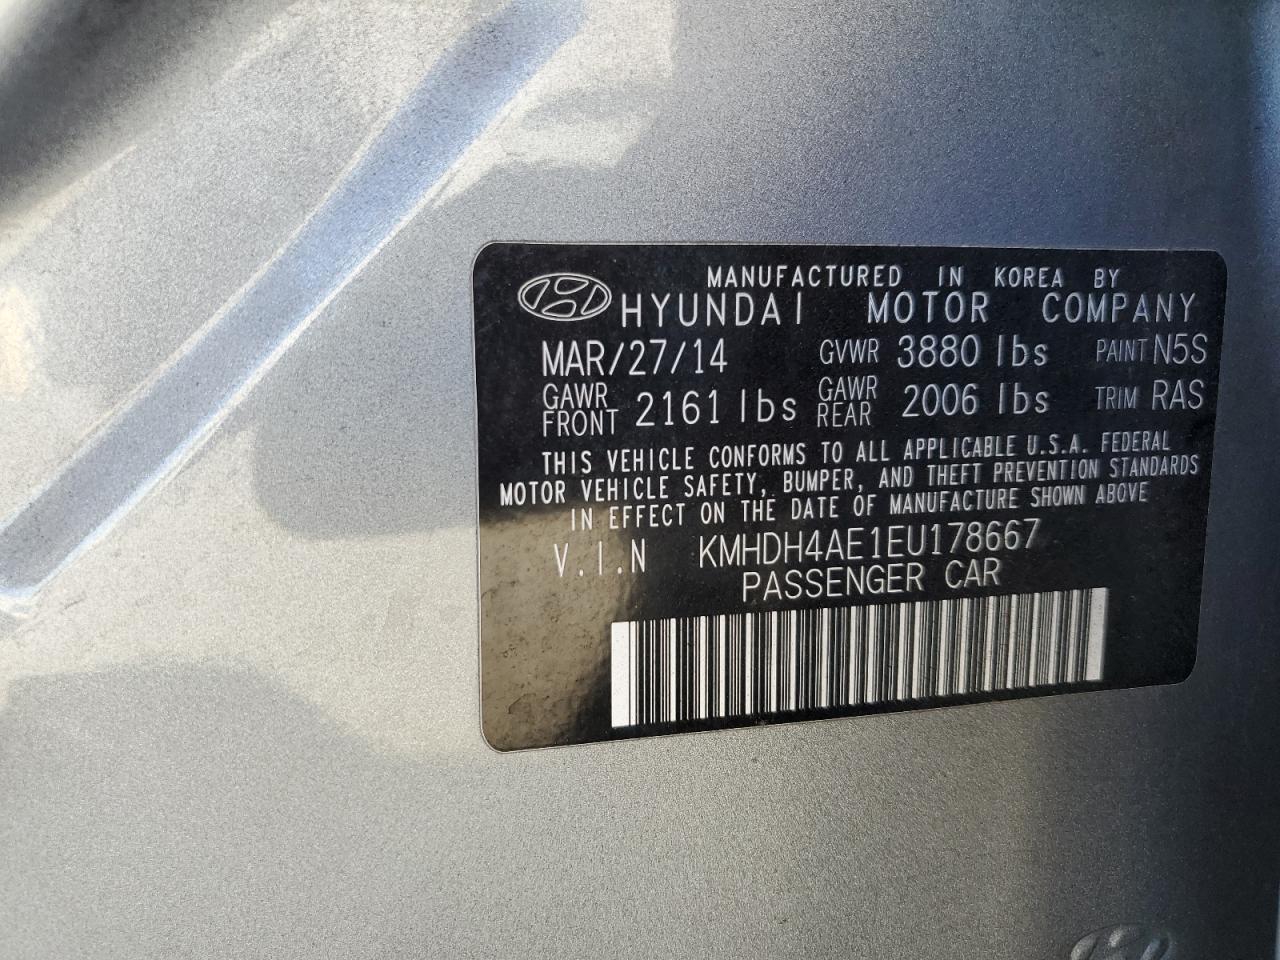 MANUFACTURED IN KOREA BY
HYUNDAI MOTOR COMPANY
MAR/27/14 GVWR 3880 lbs PAINT N5S
GAWR FRONT 2161 lbs GAWR REAR 2006 lbs TRIM RAS
THIS VEHICLE CONFORMS TO ALL APPLICABLE U.S.A. FEDERAL
MOTOR VEHICLE SAFETY, BUMPER, AND THEFT PREVENTION STANDARDS
IN EFFECT ON THE DATE OF MANUFACTURE SHOWN ABOVE
V.I.N KMHDH4AE1EU178667
PASSENGER CAR